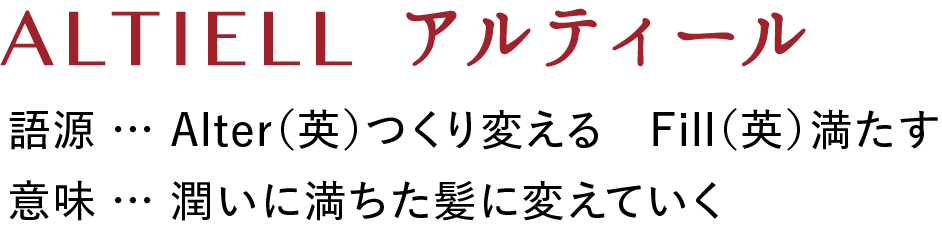 ALTIELL アルティール
語源 … Alter（英）つくり変える　Fill（英）満たす
意味 … 潤いに満ちた髪に変えていく